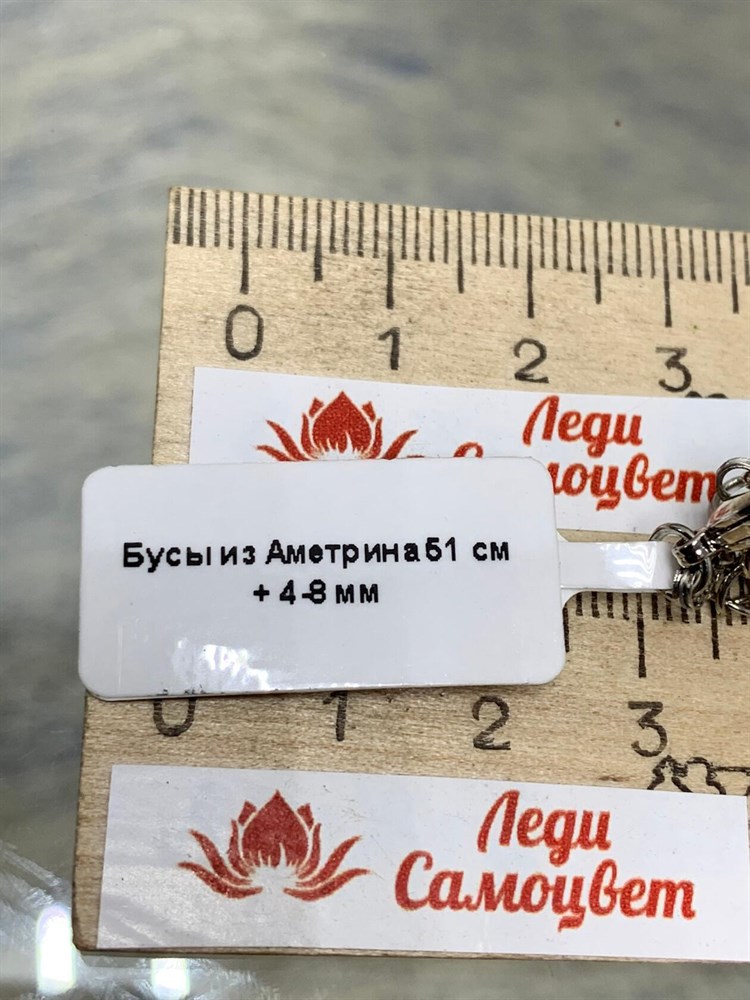 0 1 2 3
Леди
Самоцвет
Бусы из Аметрина 51 см
+ 4-8 мм
0 1 2 3
Леди
Самоцвет